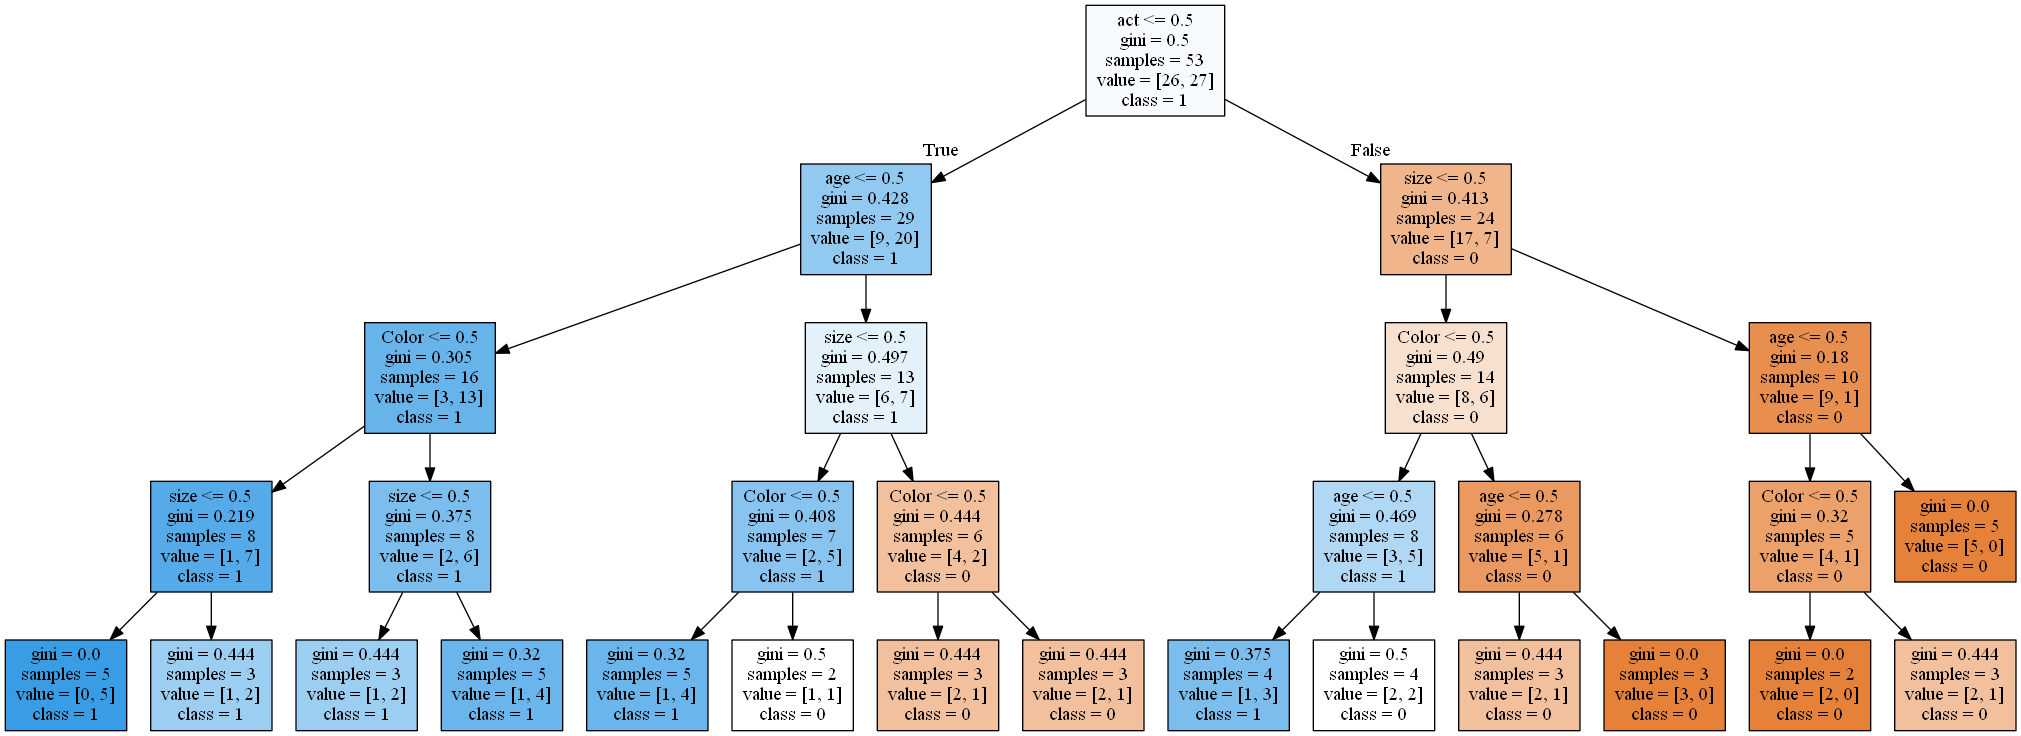 act <= 0.5
gini = 0.5
samples = 53
value = [26, 27]
class = 1
True
False
age <= 0.5
gini = 0.428
samples = 29
value = [9, 20]
class = 1
size <= 0.5
gini = 0.413
samples = 24
value = [17, 7]
class = 0
Color <= 0.5
gini = 0.305
samples = 16
value = [3, 13]
class = 1
size <= 0.5
gini = 0.497
samples = 13
value = [6, 7]
class = 1
Color <= 0.5
gini = 0.49
samples = 14
value = [8, 6]
class = 0
age <= 0.5
gini = 0.18
samples = 10
value = [9, 1]
class = 0
size <= 0.5
gini = 0.219
samples = 8
value = [1, 7]
class = 1
size <= 0.5
gini = 0.375
samples = 8
value = [2, 6]
class = 1
Color <= 0.5
gini = 0.408
samples = 7
value = [2, 5]
class = 1
Color <= 0.5
gini = 0.444
samples = 6
value = [4, 2]
class = 0
age <= 0.5
gini = 0.469
samples = 8
value = [3, 5]
class = 1
age <= 0.5
gini = 0.278
samples = 6
value = [5, 1]
class = 0
Color <= 0.5
gini = 0.32
samples = 5
value = [4, 1]
class = 0
gini = 0.0
samples = 5
value = [5, 0]
class = 0
gini = 0.0
samples = 5
value = [0, 5]
class = 1
gini = 0.444
samples = 3
value = [1, 2]
class = 1
gini = 0.444
samples = 3
value = [1, 2]
class = 1
gini = 0.32
samples = 5
value = [1, 4]
class = 1
gini = 0.32
samples = 5
value = [1, 4]
class = 1
gini = 0.5
samples = 2
value = [1, 1]
class = 0
gini = 0.444
samples = 3
value = [2, 1]
class = 0
gini = 0.444
samples = 3
value = [2, 1]
class = 0
gini = 0.375
samples = 4
value = [1, 3]
class = 1
gini = 0.5
samples = 4
value = [2, 2]
class = 0
gini = 0.444
samples = 3
value = [2, 1]
class = 0
gini = 0.0
samples = 3
value = [3, 0]
class = 0
gini = 0.0
samples = 2
value = [2, 0]
class = 0
gini = 0.444
samples = 3
value = [2, 1]
class = 0